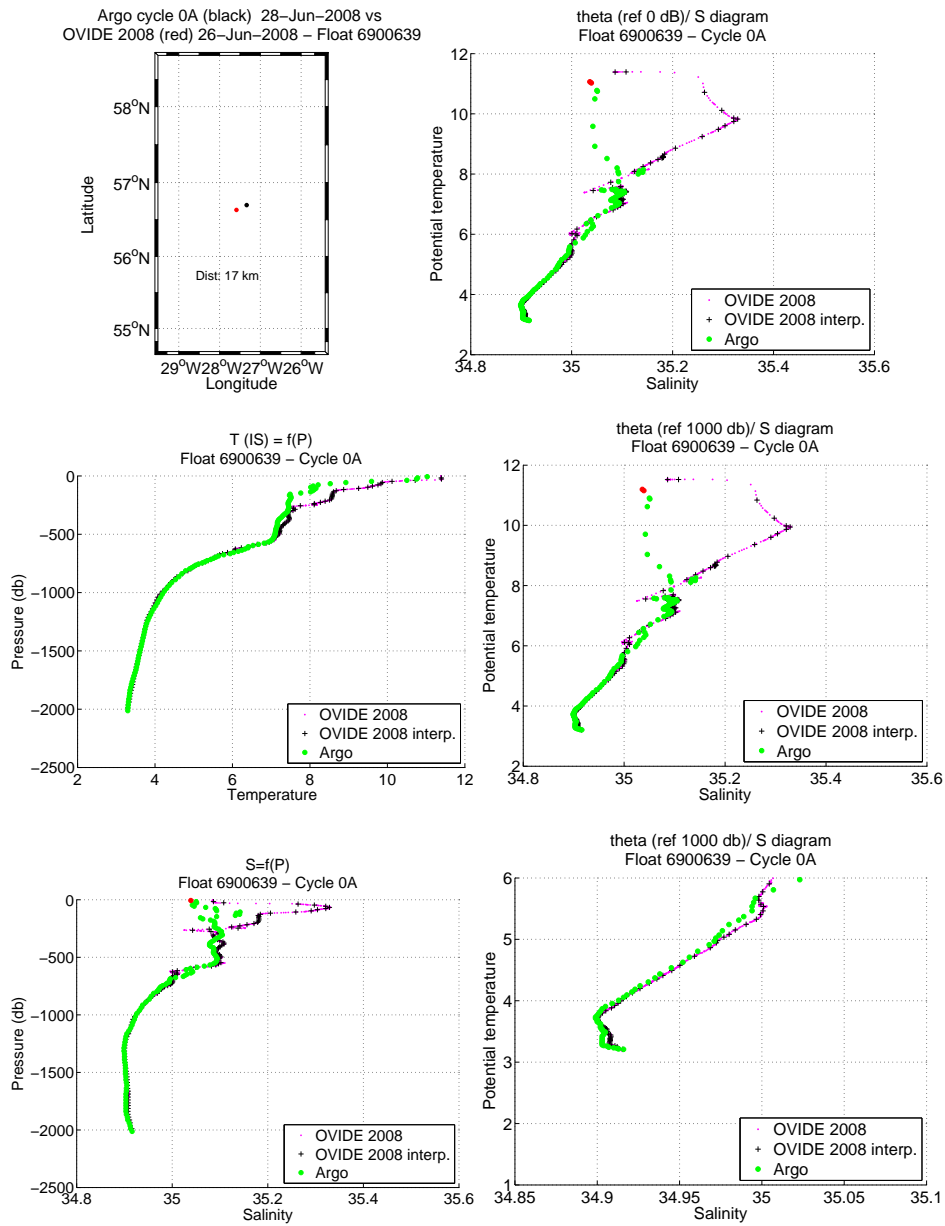 Argo cycle 0A (black)  28−Jun−2008 vs
OVIDE 2008 (red) 26−Jun−2008 − Float 6900639
58°N
57°N
56°N
55°N
Latitude
Dist: 17 km
29°W 28°W 27°W 26°W
Longitude
theta (ref 0 dB)/ S diagram
Float 6900639 − Cycle 0A
12
10
8
6
4
2
Potential temperature
OVIDE 2008
OVIDE 2008 interp.
Argo
34.8 35 35.2 35.4 35.6
Salinity
T (IS) = f(P)
Float 6900639 − Cycle 0A
0
−500
−1000
−1500
−2000
−2500
Pressure (db)
OVIDE 2008
OVIDE 2008 interp.
Argo
2 4 6 8 10 12
Temperature
theta (ref 1000 db)/ S diagram
Float 6900639 − Cycle 0A
12
10
8
6
4
2
Potential temperature
OVIDE 2008
OVIDE 2008 interp.
Argo
34.8 35 35.2 35.4 35.6
Salinity
S=f(P)
Float 6900639 − Cycle 0A
0
−500
−1000
−1500
−2000
−2500
Pressure (db)
OVIDE 2008
OVIDE 2008 interp.
Argo
34.8 35 35.2 35.4 35.6
Salinity
theta (ref 1000 db)/ S diagram
Float 6900639 − Cycle 0A
6
5
4
3
2
1
Potential temperature
OVIDE 2008
OVIDE 2008 interp.
Argo
34.85 34.9 34.95 35 35.05 35.1
Salinity